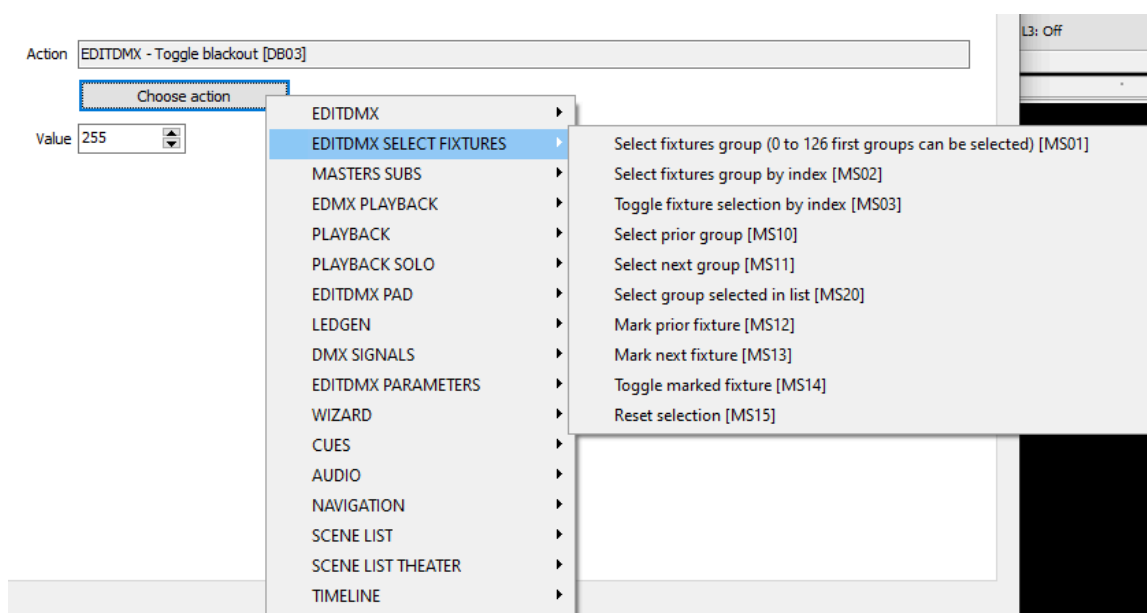 L3: Off
Action EDITDMX - Toggle blackout [DB03]
Choose action
Value 255
EDITDMX
EDITDMX SELECT FIXTURES
MASTERS SUBS
EDMX PLAYBACK
PLAYBACK
PLAYBACK SOLO
EDITDMX PAD
LEDGEN
DMX SIGNALS
EDITDMX PARAMETERS
WIZARD
CUES
AUDIO
NAVIGATION
SCENE LIST
SCENE LIST THEATER
TIMELINE
Select fixtures group (0 to 126 first groups can be selected) [MS01]
Select fixtures group by index [MS02]
Toggle fixture selection by index [MS03]
Select prior group [MS10]
Select next group [MS11]
Select group selected in list [MS20]
Mark prior fixture [MS12]
Mark next fixture [MS13]
Toggle marked fixture [MS14]
Reset selection [MS15]